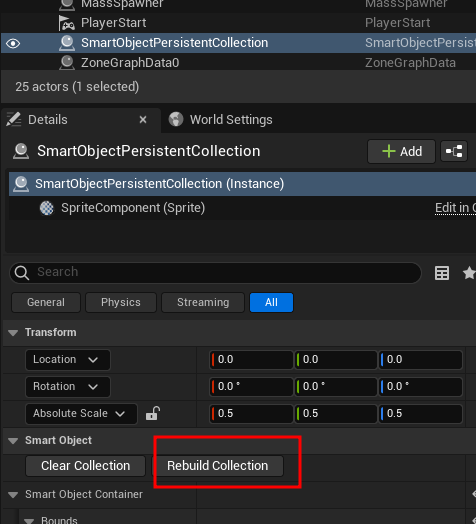 MassSpawner MassSpawner
PlayerStart PlayerStart
SmartObjectPersistentCollection SmartObjectPersist
ZoneGraphData0 ZoneGraphData
25 actors (1 selected)
Details × World Settings
SmartObjectPersistentCollection + Add
SmartObjectPersistentCollection (Instance)
SpriteComponent (Sprite) Edit in C
Search
General Physics Streaming All
Transform
Location 0.0 0.0 0.0
Rotation 0.0 ° 0.0 ° 0.0 °
Absolute Scale 0.5 0.5 0.5
Smart Object
Clear Collection Rebuild Collection
Smart Object Container
Bounds